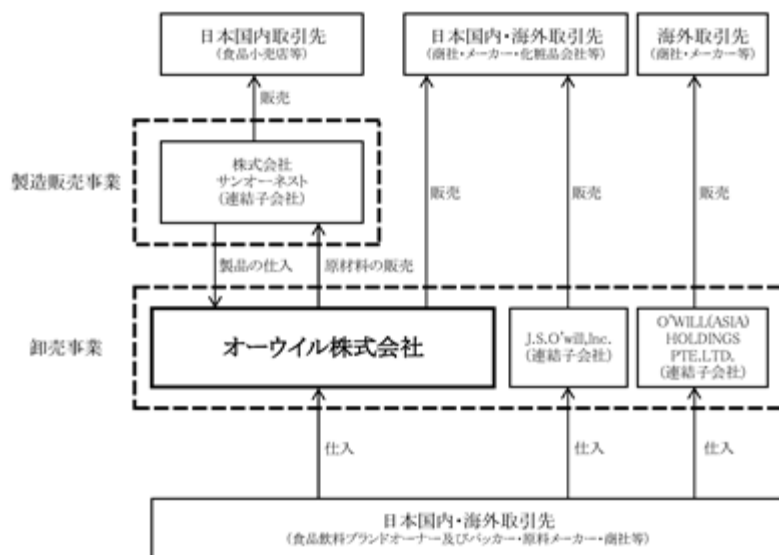 日本国内取引先
(食品小売店等)
日本国内・海外取引先
(商社・メーカー・化粧品会社等)
海外取引先
(商社・メーカー等)
販売
製造販売事業
株式会社
サンオーネスト
(連結子会社)
販売
販売
販売
製品の仕入
原材料の販売
卸売事業
オーウイル株式会社
J.S.O'will,Inc.
(連結子会社)
O'WILL(ASIA)
HOLDINGS
PTE.LTD.
(連結子会社)
仕入
仕入
仕入
日本国内・海外取引先
(食品飲料ブランドオーナー及びパッカー・原料メーカー・商社等)